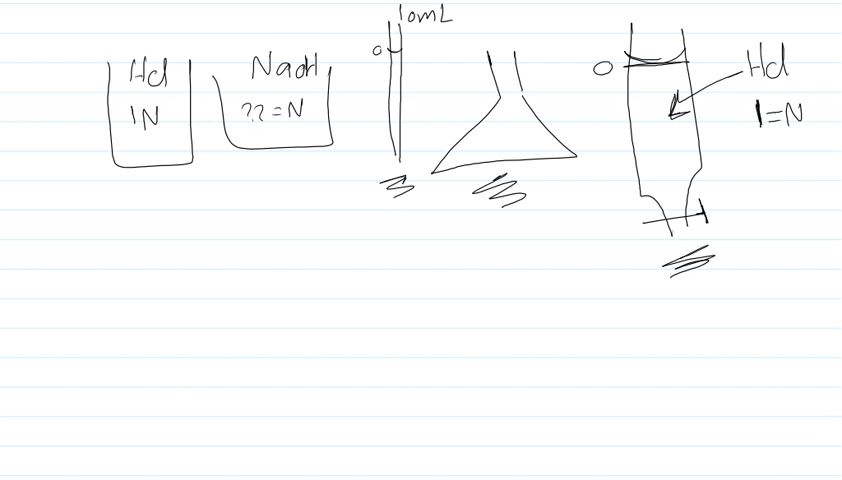 10mL
0
HCl
1N
NaOH
??=N
0
HCl
1=N